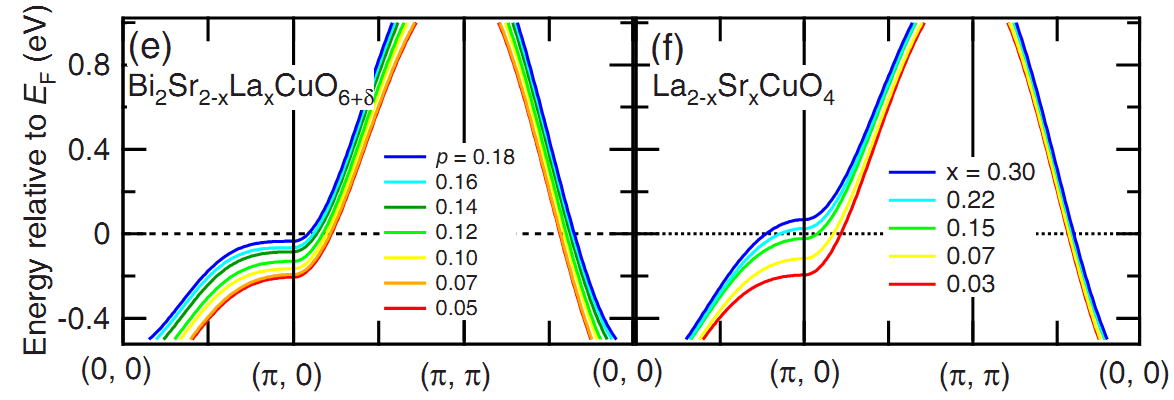 Energy relative to E_F (eV)
0.8
0.4
0
-0.4
(e)
Bi₂Sr₂₋ₓLaₓCuO₆₊δ
p = 0.18
0.16
0.14
0.12
0.10
0.07
0.05
(0, 0)
(π, 0)
(π, π)
(0, 0)
(f)
La₂₋ₓSrₓCuO₄
x = 0.30
0.22
0.15
0.07
0.03
(π, 0)
(π, π)
(0, 0)